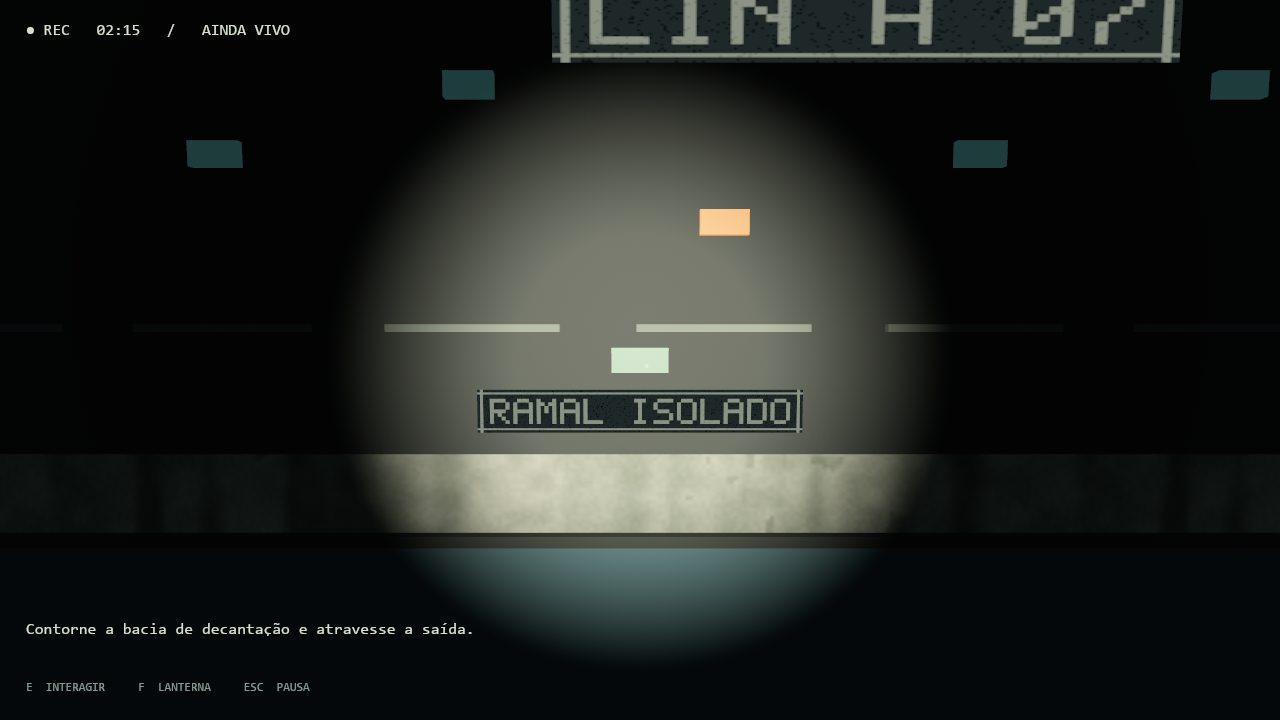 REC 02:15 / AINDA VIVO
RAMAL ISOLADO
Contorne a bacia de decantação e atravesse a saída.
E INTERAGIR F LANTERNA ESC PAUSA